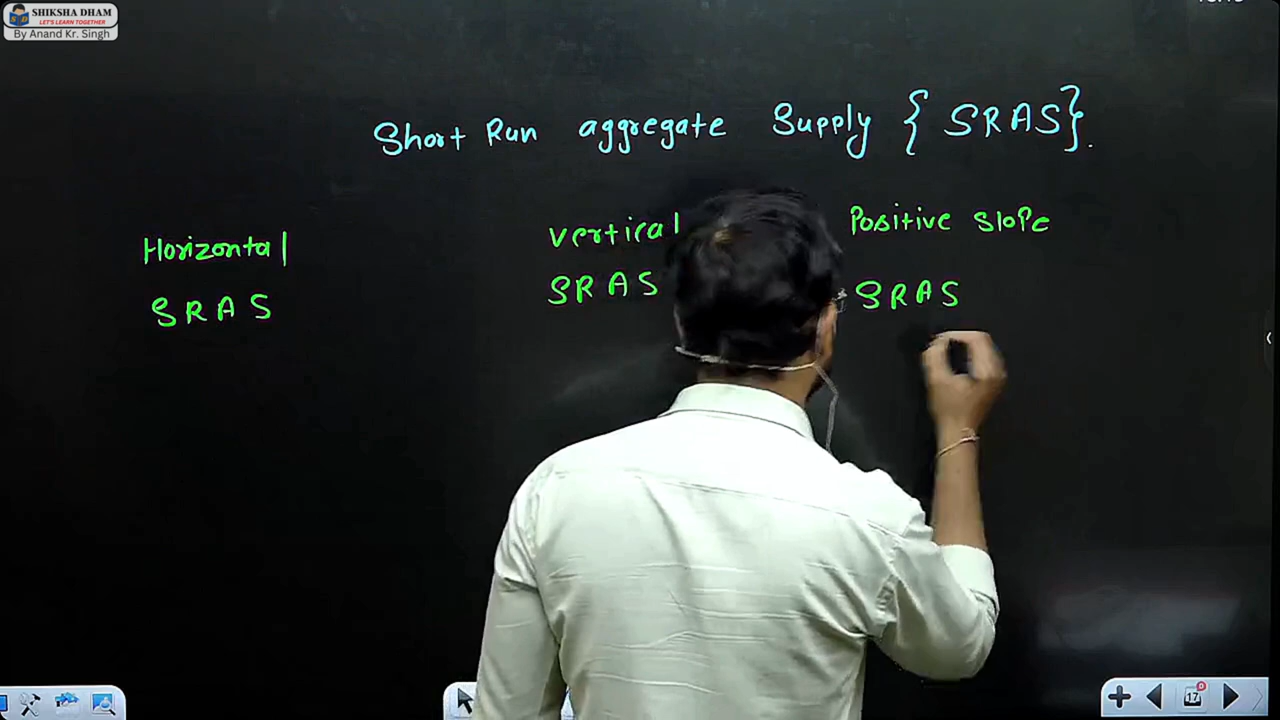 SHIKSHA DHAM
LET'S LEARN TOGETHER
By Anand Kr. Singh
Short Run aggregate Supply { SRAS}.
Horizontal
SRAS
vertical
SRAS
Positive slope
SRAS
17